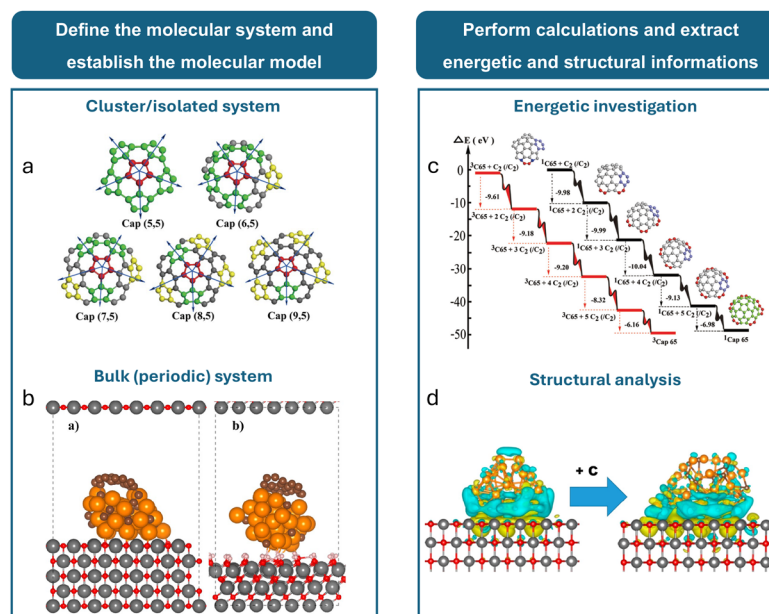 Define the molecular system and
establish the molecular model
Perform calculations and extract
energetic and structural informations
Cluster/isolated system
a
Cap (5,5)
Cap (6,5)
Cap (7,5)
Cap (8,5)
Cap (9,5)
Bulk (periodic) system
b
a)
b)
Energetic investigation
c
ΔE ( eV )
0
-10
-20
-30
-40
-50
³C65 + C₂ (/C₂)
-9.61
³C65 + 2 C₂ (/C₂)
-9.18
³C65 + 3 C₂ (/C₂)
-9.20
³C65 + 4 C₂ (/C₂)
-8.32
³C65 + 5 C₂ (/C₂)
-6.16
³Cap 65
¹C65 + C₂ (/C₂)
-9.98
¹C65 + 2 C₂ (/C₂)
-9.99
¹C65 + 3 C₂ (/C₂)
-10.04
¹C65 + 4 C₂ (/C₂)
-9.13
¹C65 + 5 C₂ (/C₂)
-6.98
¹Cap 65
Structural analysis
d
+ C